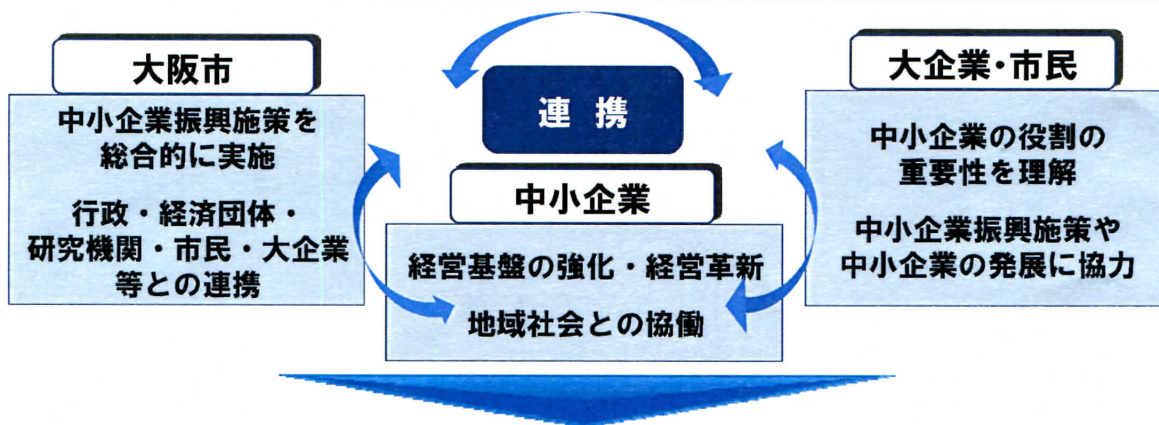 大阪市
中小企業振興施策を
総合的に実施
行政・経済団体・
研究機関・市民・大企業
等との連携
連携
中小企業
経営基盤の強化・経営革新
地域社会との協働
大企業・市民
中小企業の役割の
重要性を理解
中小企業振興施策や
中小企業の発展に協力